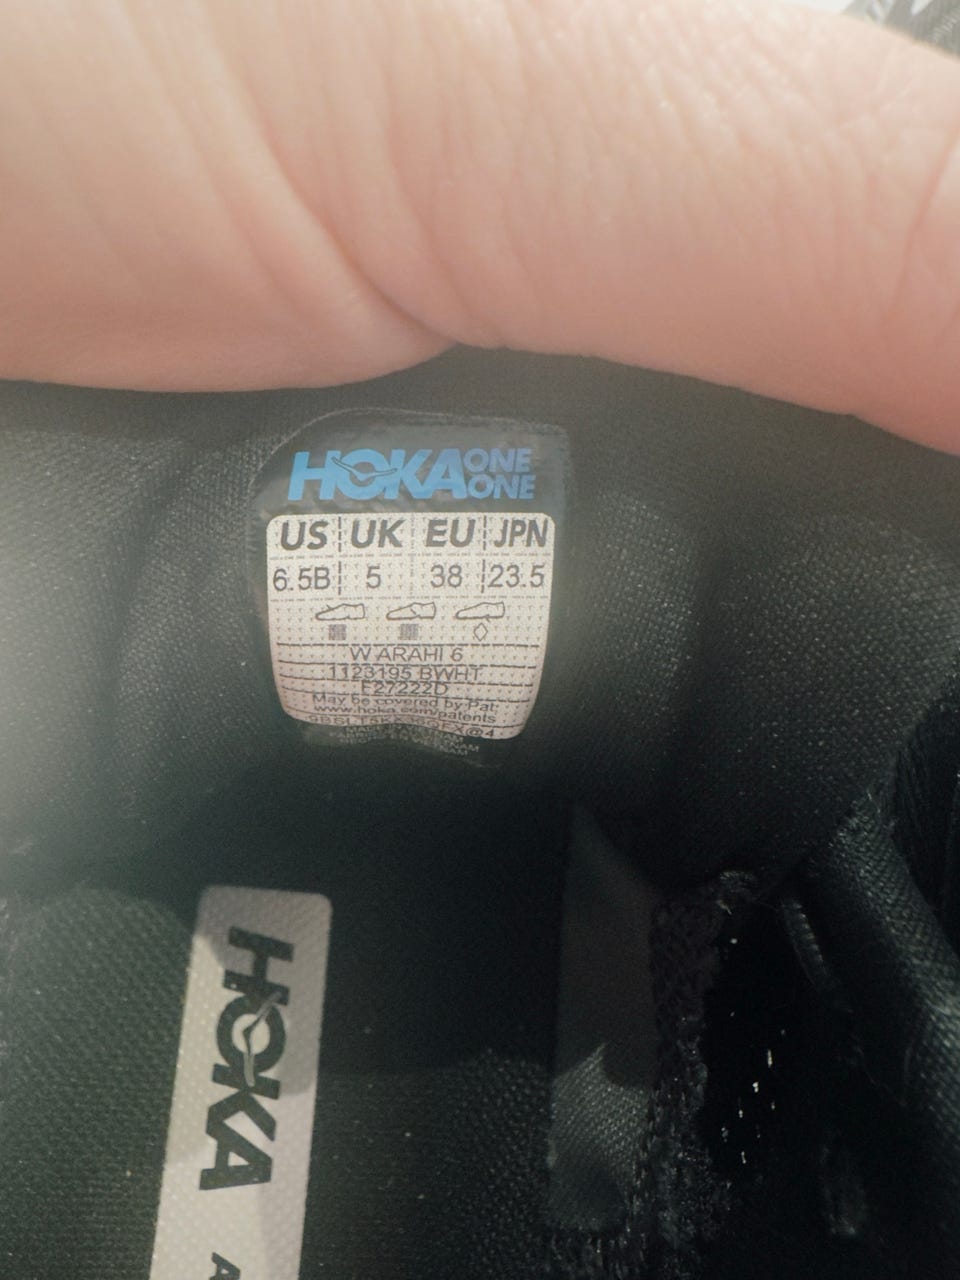 HOKA ONE ONE
US UK EU JPN
6.5B 5 38 23.5
W ARAHI 6
1123195 BWHT
F27222D
May be covered by Pat:
www.hoka.com/patents
HOKA
A